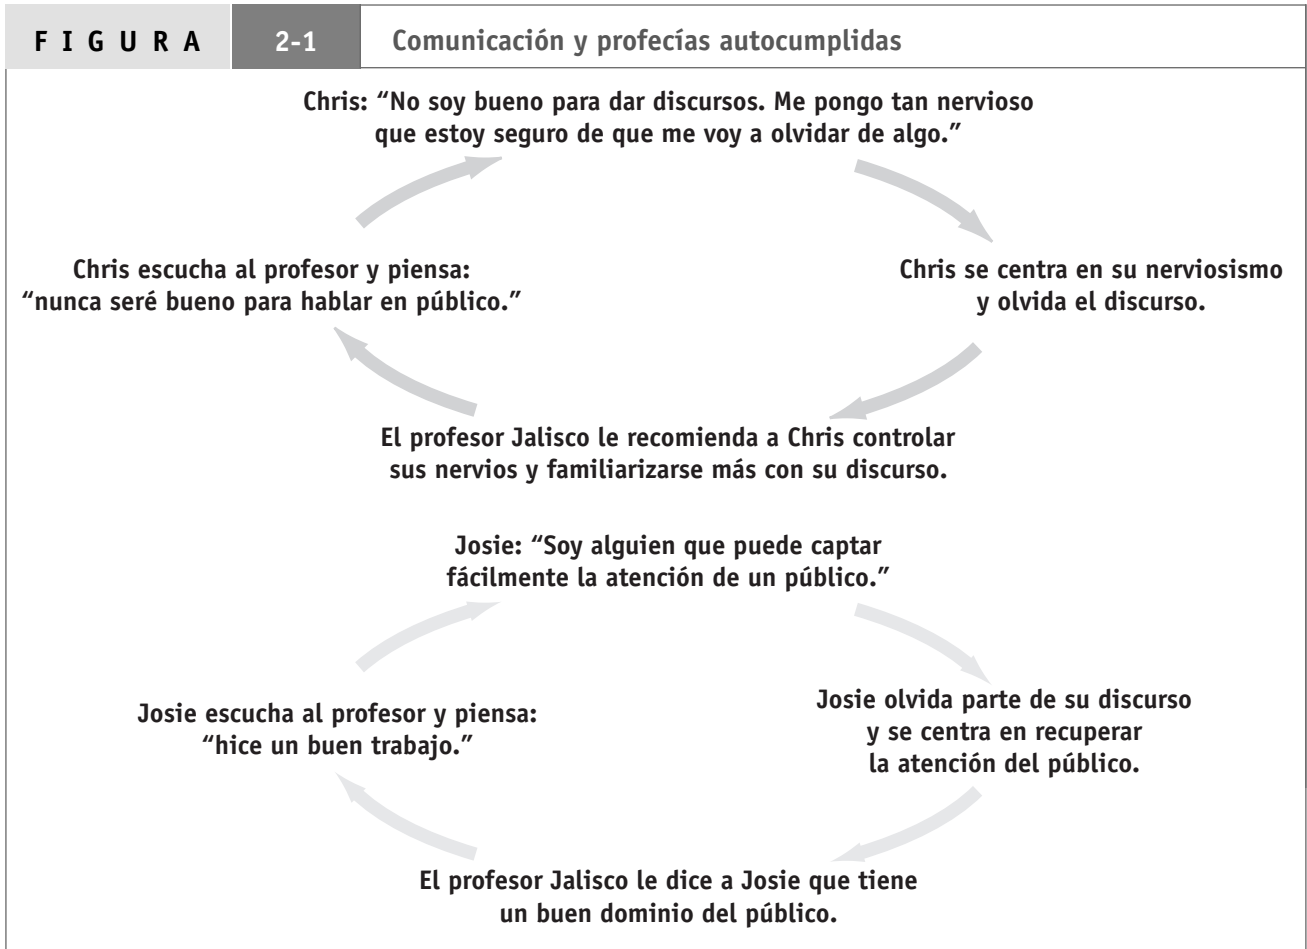 FIGURA 2-1 Comunicación y profecías autocumplidas
Chris: “No soy bueno para dar discursos. Me pongo tan nervioso
que estoy seguro de que me voy a olvidar de algo.”
Chris se centra en su nerviosismo
y olvida el discurso.
El profesor Jalisco le recomienda a Chris controlar
sus nervios y familiarizarse más con su discurso.
Chris escucha al profesor y piensa:
“nunca seré bueno para hablar en público.”
Josie: “Soy alguien que puede captar
fácilmente la atención de un público.”
Josie olvida parte de su discurso
y se centra en recuperar
la atención del público.
El profesor Jalisco le dice a Josie que tiene
un buen dominio del público.
Josie escucha al profesor y piensa:
“hice un buen trabajo.”